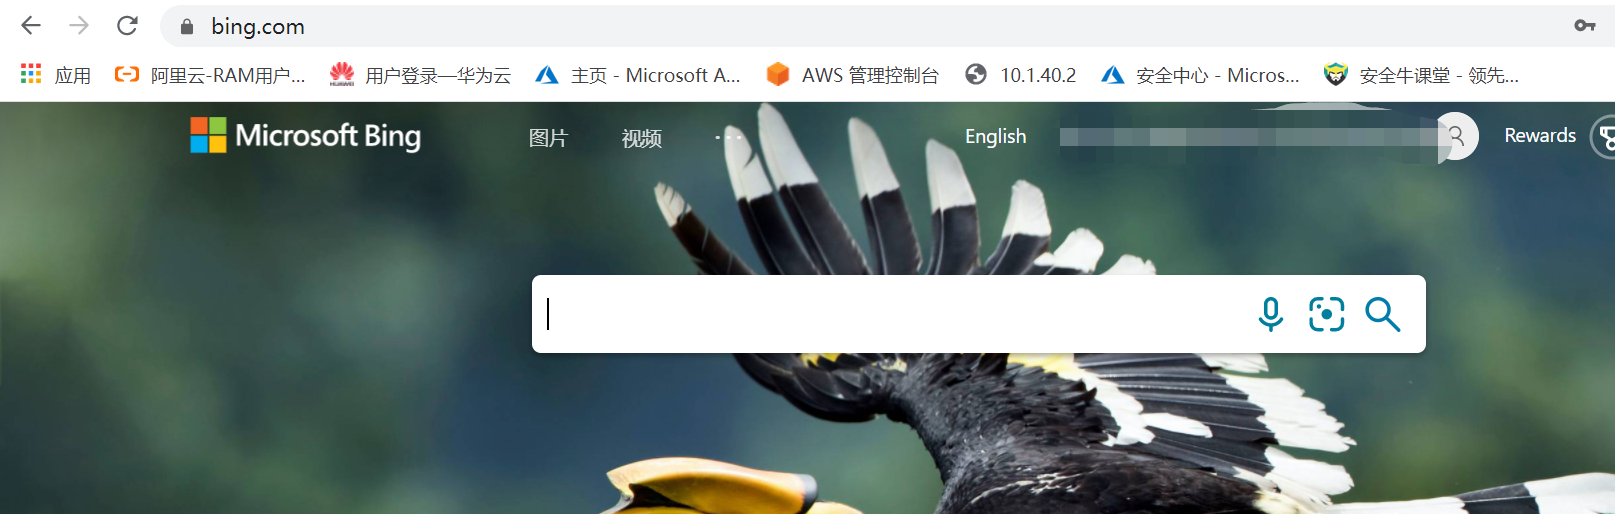 bing.com
应用 阿里云-RAM用户... 用户登录—华为云 主页 - Microsoft A... AWS 管理控制台 10.1.40.2 安全中心 - Micros... 安全牛课堂 - 领先...
Microsoft Bing 图片 视频 ... English Rewards